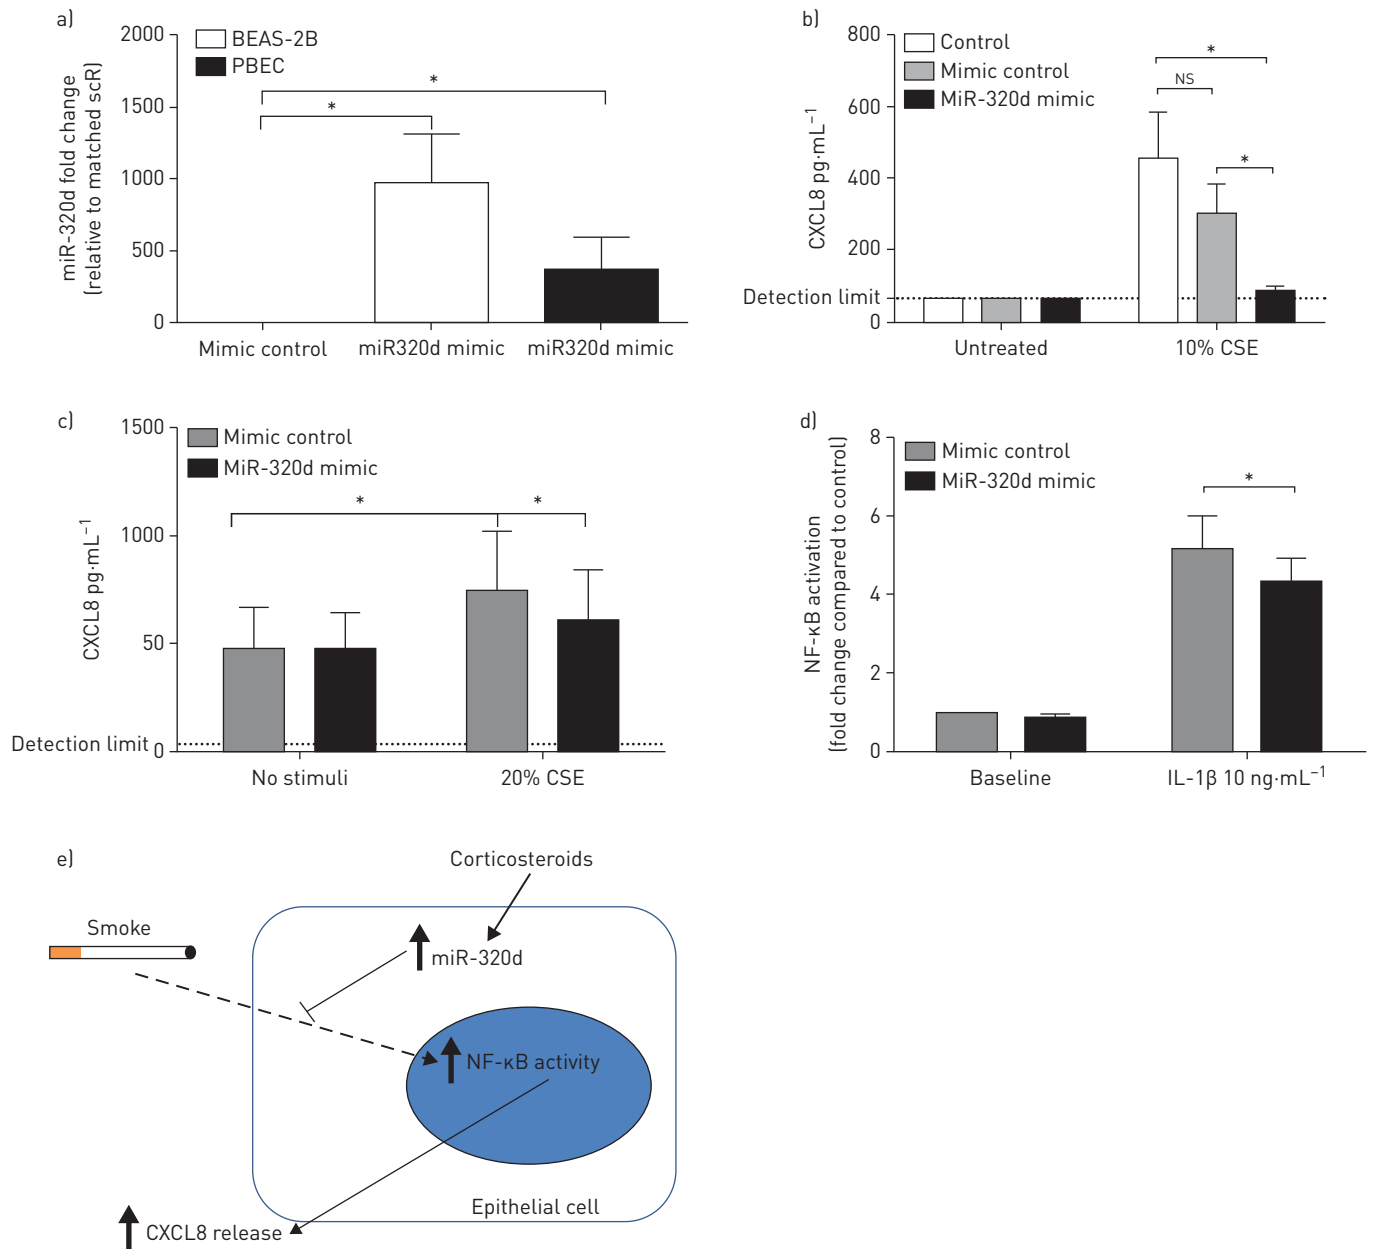 a)
2000
1500
1000
500
0
miR-320d fold change
(relative to matched scR)
BEAS-2B
PBEC
*
*
Mimic control
miR320d mimic
miR320d mimic
b)
800
600
400
200
0
Detection limit
CXCL8 pg·mL⁻¹
Control
Mimic control
MiR-320d mimic
*
NS
*
Untreated
10% CSE
c)
1500
1000
50
0
Detection limit
CXCL8 pg·mL⁻¹
Mimic control
MiR-320d mimic
*
*
No stimuli
20% CSE
d)
8
6
4
2
0
NF-κB activation
(fold change compared to control)
Mimic control
MiR-320d mimic
*
Baseline
IL-1β 10 ng·mL⁻¹
e)
Corticosteroids
Smoke
miR-320d
NF-κB activity
Epithelial cell
CXCL8 release